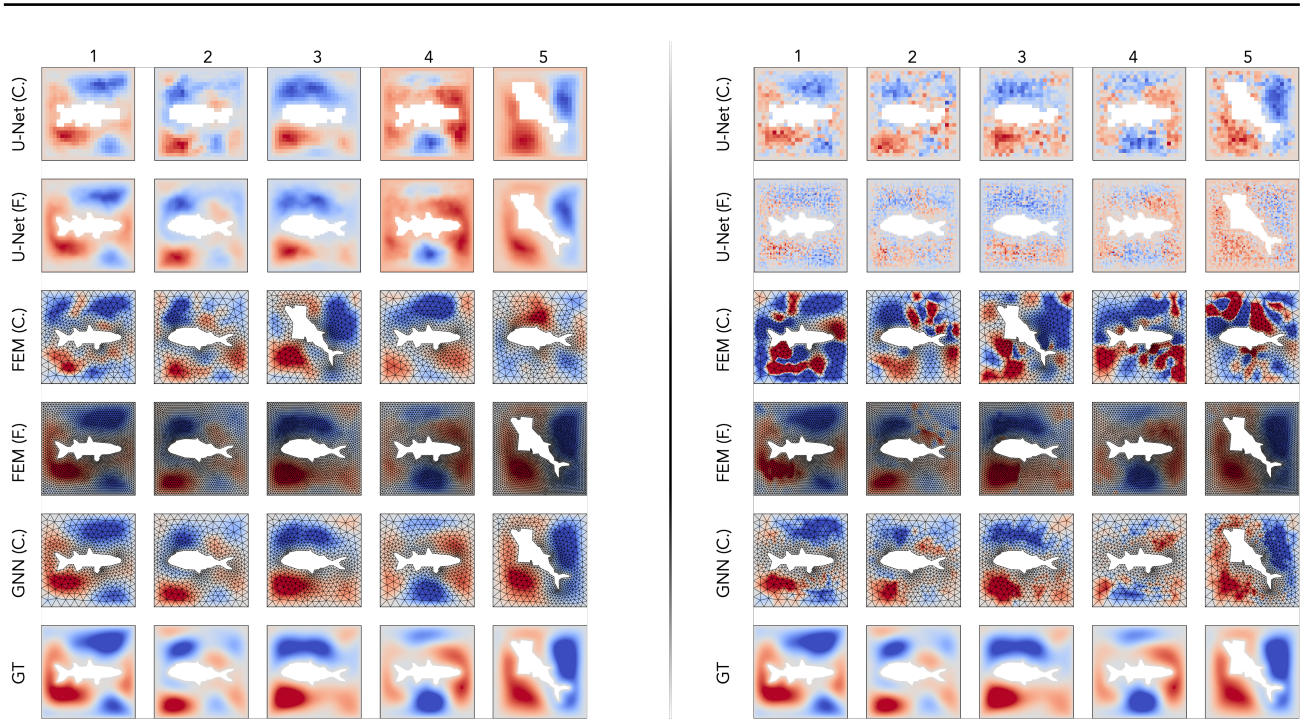 1 2 3 4 5 1 2 3 4 5
U-Net (C.) U-Net (C.)
U-Net (F.) U-Net (F.)
FEM (C.) FEM (C.)
FEM (F.) FEM (F.)
GNN (C.) GNN (C.)
GT GT